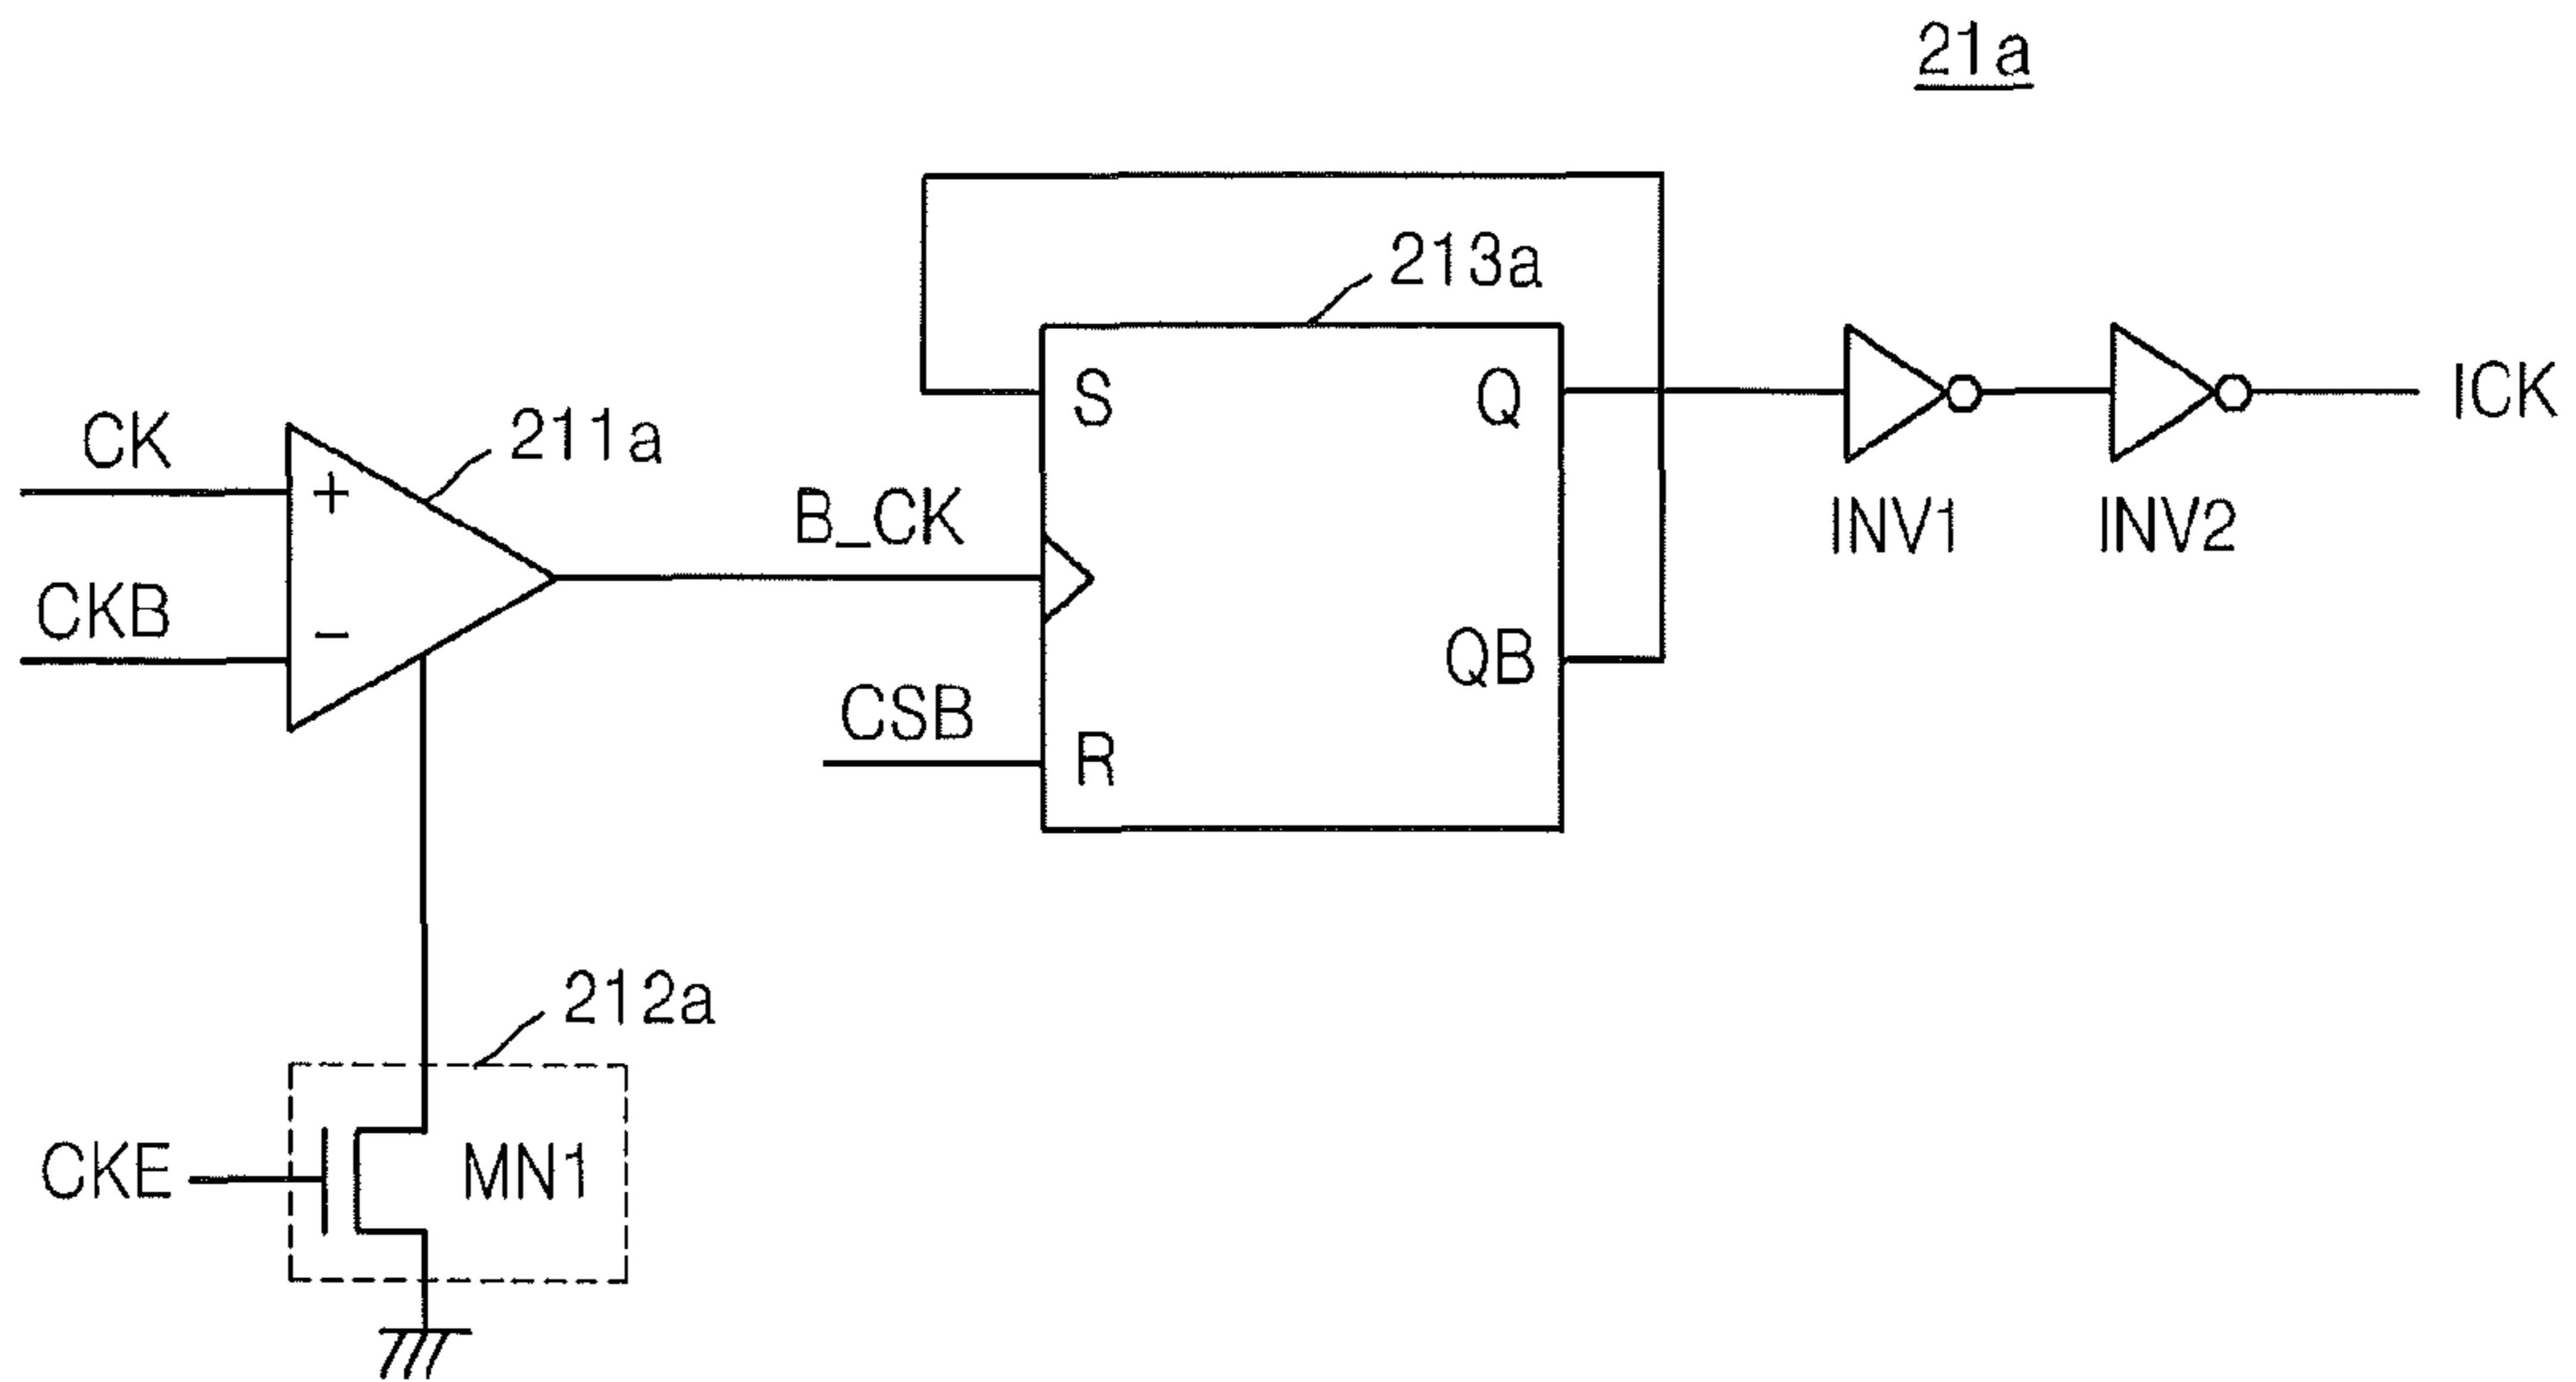 21a
213a
S
Q
ICK
CK
211a
+
B_CK
INV1
INV2
CKB
−
QB
CSB
R
212a
CKE
MN1